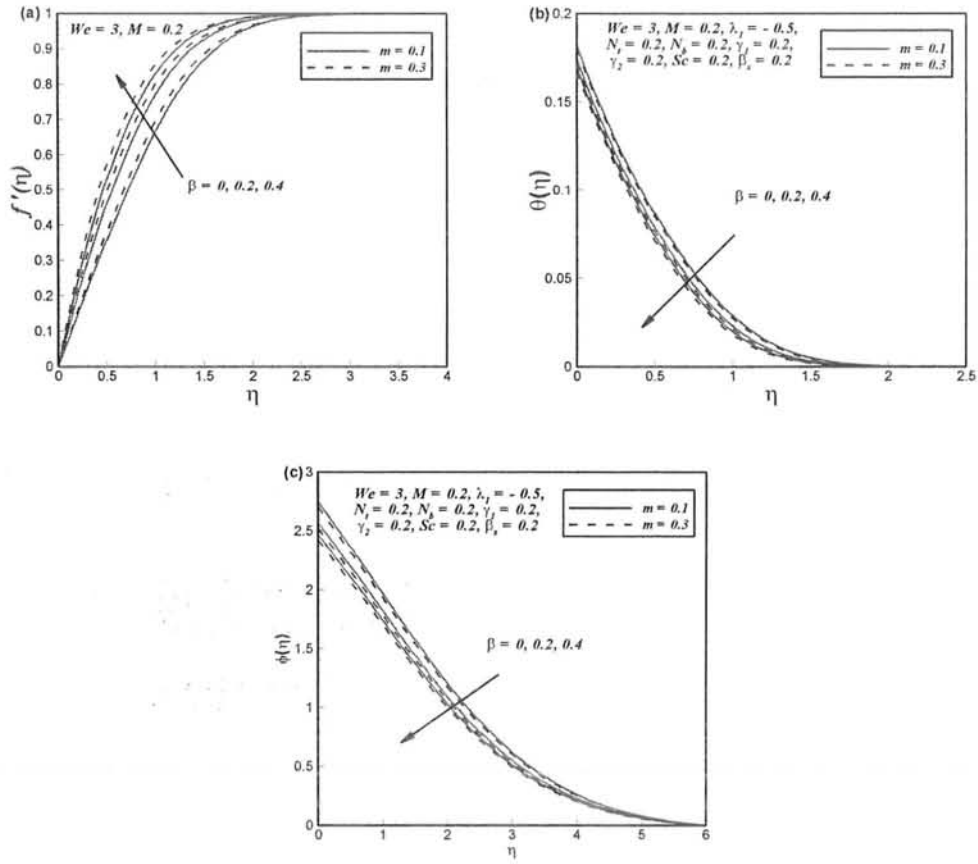 (a)
We = 3, M = 0.2
m = 0.1
m = 0.3
β = 0, 0.2, 0.4
f '(η)
1
0.9
0.8
0.7
0.6
0.5
0.4
0.3
0.2
0.1
0
0 0.5 1 1.5 2 2.5 3 3.5 4
η
(b)
We = 3, M = 0.2, λ₁ = - 0.5,
Nₜ = 0.2, N_b = 0.2, γ₁ = 0.2,
γ₂ = 0.2, Sc = 0.2, βₛ = 0.2
m = 0.1
m = 0.3
β = 0, 0.2, 0.4
θ(η)
0.2
0.15
0.1
0.05
0
0 0.5 1 1.5 2 2.5
η
(c)
We = 3, M = 0.2, λ₁ = - 0.5,
Nₜ = 0.2, N_b = 0.2, γ₁ = 0.2,
γ₂ = 0.2, Sc = 0.2, βₛ = 0.2
m = 0.1
m = 0.3
β = 0, 0.2, 0.4
ϕ(η)
3
2.5
2
1.5
1
0.5
0
0 1 2 3 4 5 6
η